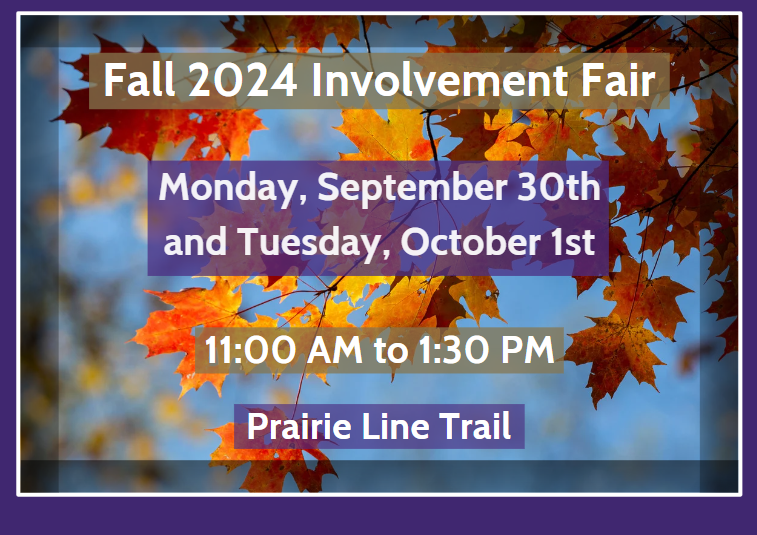 Fall 2024 Involvement Fair
Monday, September 30th
and Tuesday, October 1st
11:00 AM to 1:30 PM
Prairie Line Trail